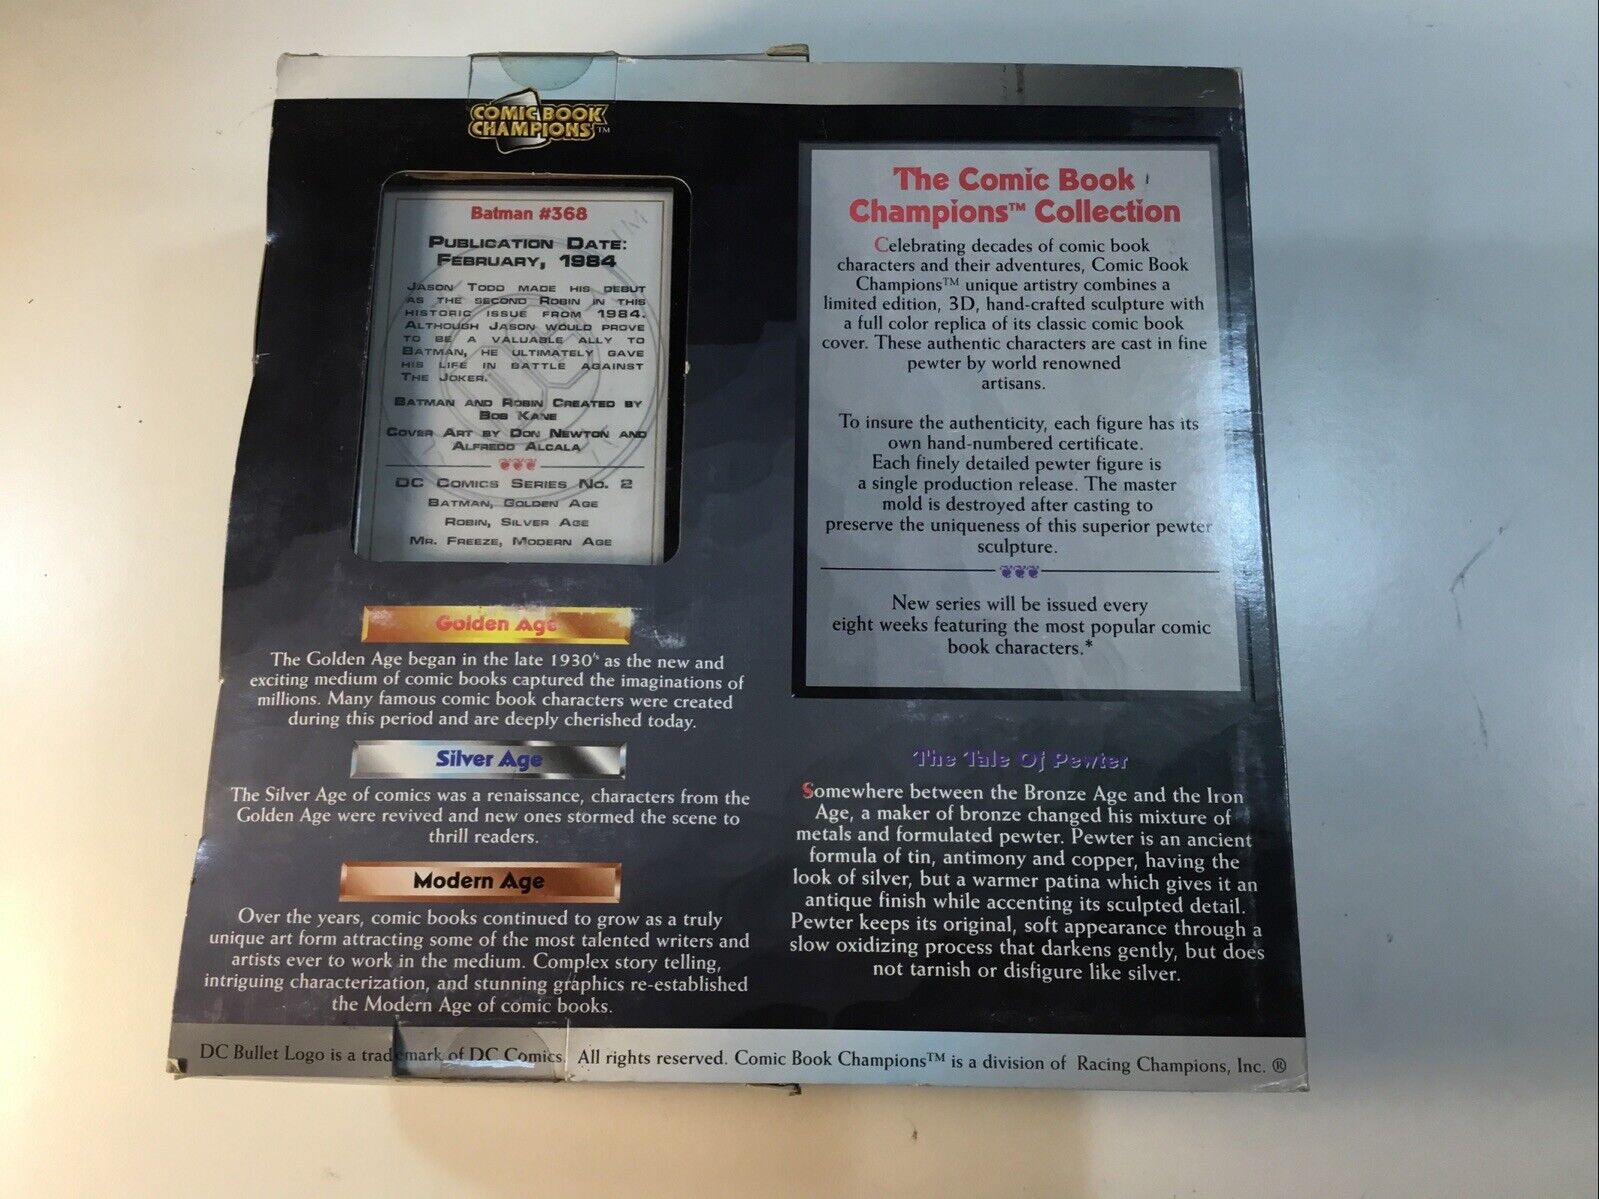 COMIC BOOK
CHAMPIONS™
Batman #368
PUBLICATION DATE:
FEBRUARY, 1984
JASON TODD MADE HIS DEBUT
AS THE SECOND ROBIN IN THIS
HISTORIC ISSUE FROM 1984.
ALTHOUGH JASON WOULD PROVE
TO BE A VALUABLE ALLY TO
BATMAN, HE ULTIMATELY GAVE
HIS LIFE IN BATTLE AGAINST
THE JOKER.
BATMAN AND ROBIN CREATED BY
BOB KANE
COVER ART BY DON NEWTON AND
ALFREDO ALCALA
DC COMICS SERIES NO. 2
BATMAN, GOLDEN AGE
ROBIN, SILVER AGE
MR. FREEZE, MODERN AGE
Golden Age
The Golden Age began in the late 1930's as the new and
exciting medium of comic books captured the imaginations of
millions. Many famous comic book characters were created
during this period and are deeply cherished today.
Silver Age
The Silver Age of comics was a renaissance, characters from the
Golden Age were revived and new ones stormed the scene to
thrill readers.
Modern Age
Over the years, comic books continued to grow as a truly
unique art form attracting some of the most talented writers and
artists ever to work in the medium. Complex story telling,
intriguing characterization, and stunning graphics re-established
the Modern Age of comic books.
The Comic Book
Champions™ Collection
Celebrating decades of comic book
characters and their adventures, Comic Book
Champions™ unique artistry combines a
limited edition, 3D, hand-crafted sculpture with
a full color replica of its classic comic book
cover. These authentic characters are cast in fine
pewter by world renowned
artisans.
To insure the authenticity, each figure has its
own hand-numbered certificate.
Each finely detailed pewter figure is
a single production release. The master
mold is destroyed after casting to
preserve the uniqueness of this superior pewter
sculpture.
New series will be issued every
eight weeks featuring the most popular comic
book characters.*
The Tale Of Pewter
Somewhere between the Bronze Age and the Iron
Age, a maker of bronze changed his mixture of
metals and formulated pewter. Pewter is an ancient
formula of tin, antimony and copper, having the
look of silver, but a warmer patina which gives it an
antique finish while accenting its sculpted detail.
Pewter keeps its original, soft appearance through a
slow oxidizing process that darkens gently, but does
not tarnish or disfigure like silver.
DC Bullet Logo is a trademark of DC Comics. All rights reserved. Comic Book Champions™ is a division of Racing Champions, Inc. ®